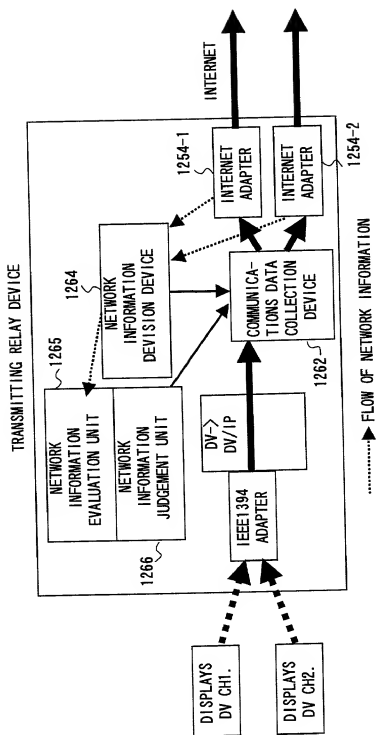 TRANSMITTING RELAY DEVICE
1265
NETWORK
INFORMATION
EVALUATION UNIT
NETWORK
INFORMATION
JUDGEMENT UNIT
1266
1264
NETWORK
INFORMATION
DEVISION DEVICE
1254-1
INTERNET
ADAPTER
INTERNET
INTERNET
ADAPTER
1254-2
COMMUNICA-
TIONS DATA
COLLECTION
DEVICE
1262
DV->
DV/IP
IEEE1394
ADAPTER
DISPLAYS
DV CH1.
DISPLAYS
DV CH2.
FLOW OF NETWORK INFORMATION